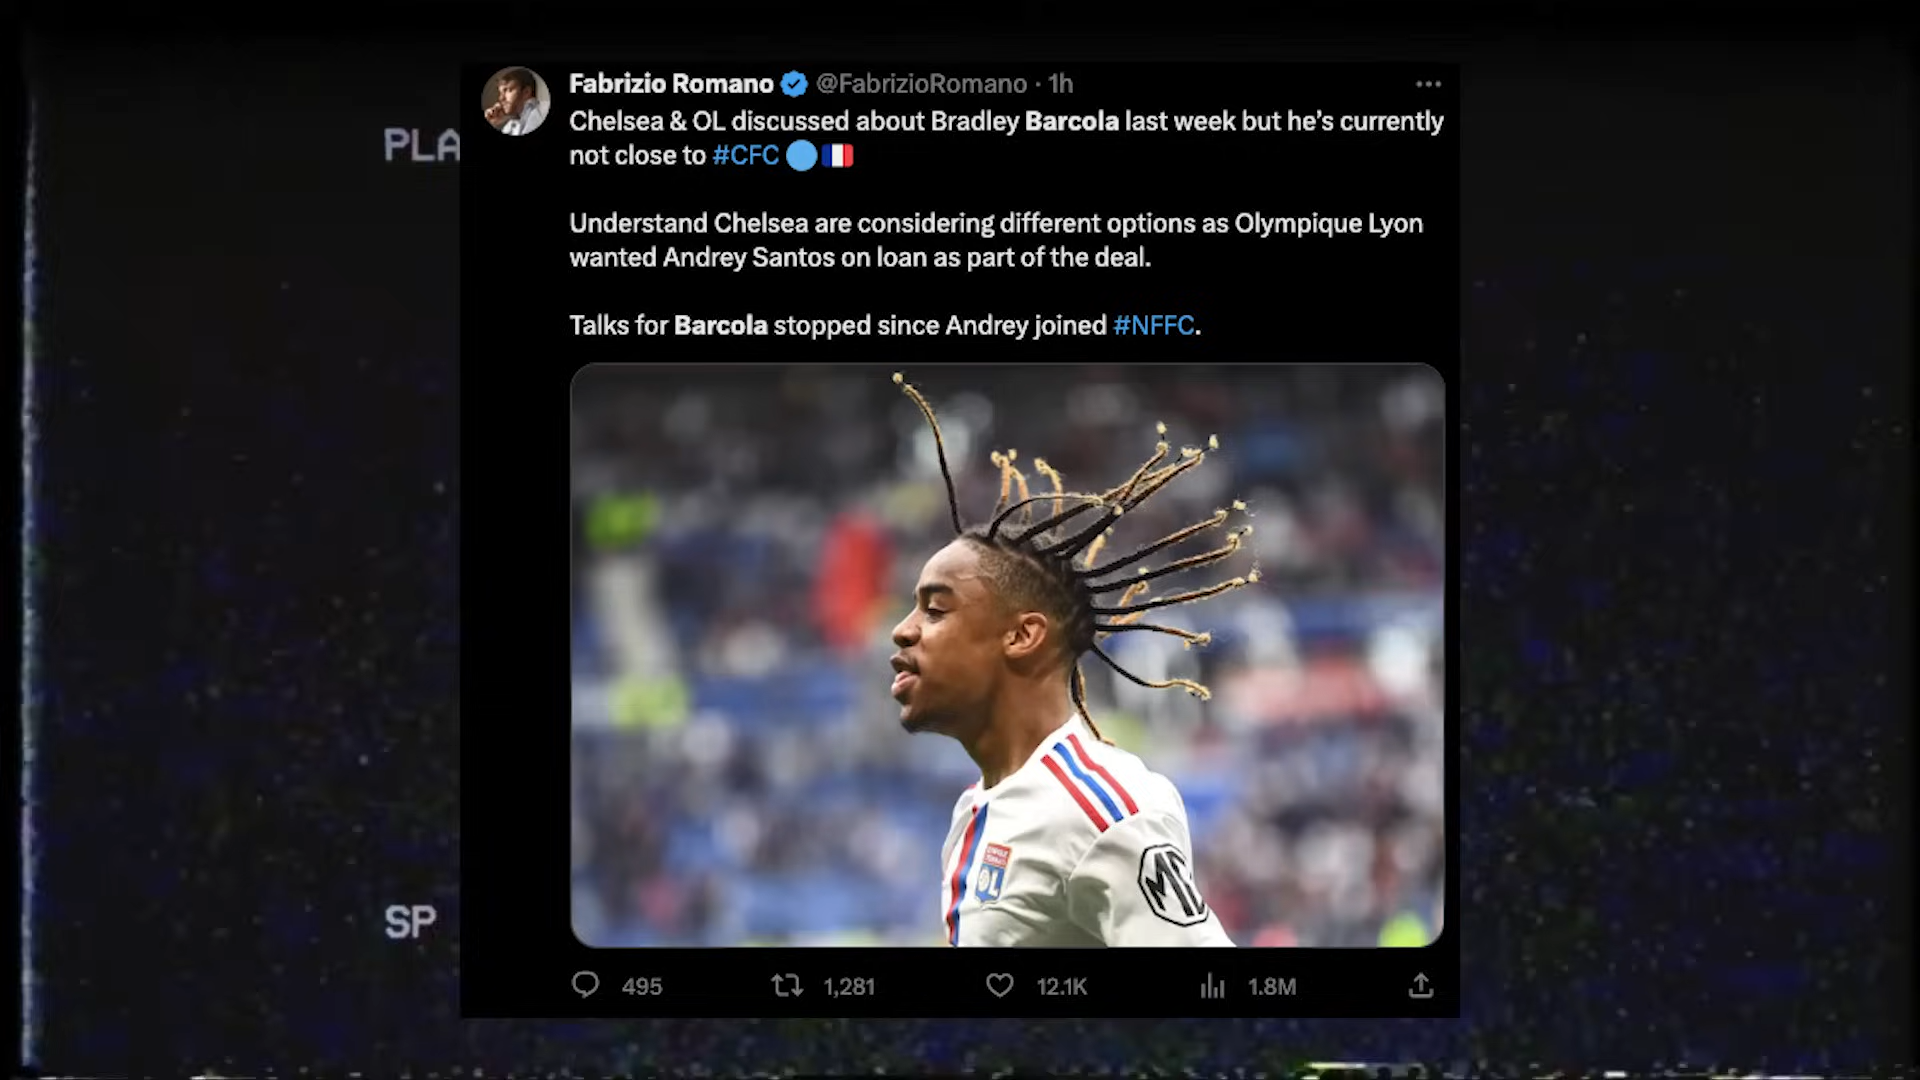 PLA
Fabrizio Romano @FabrizioRomano · 1h
Chelsea & OL discussed about Bradley Barcola last week but he's currently
not close to #CFC 🔵🇫🇷
Understand Chelsea are considering different options as Olympique Lyon
wanted Andrey Santos on loan as part of the deal.
Talks for Barcola stopped since Andrey joined #NFFC.
OL
MG
SP
495 1,281 12.1K 1.8M